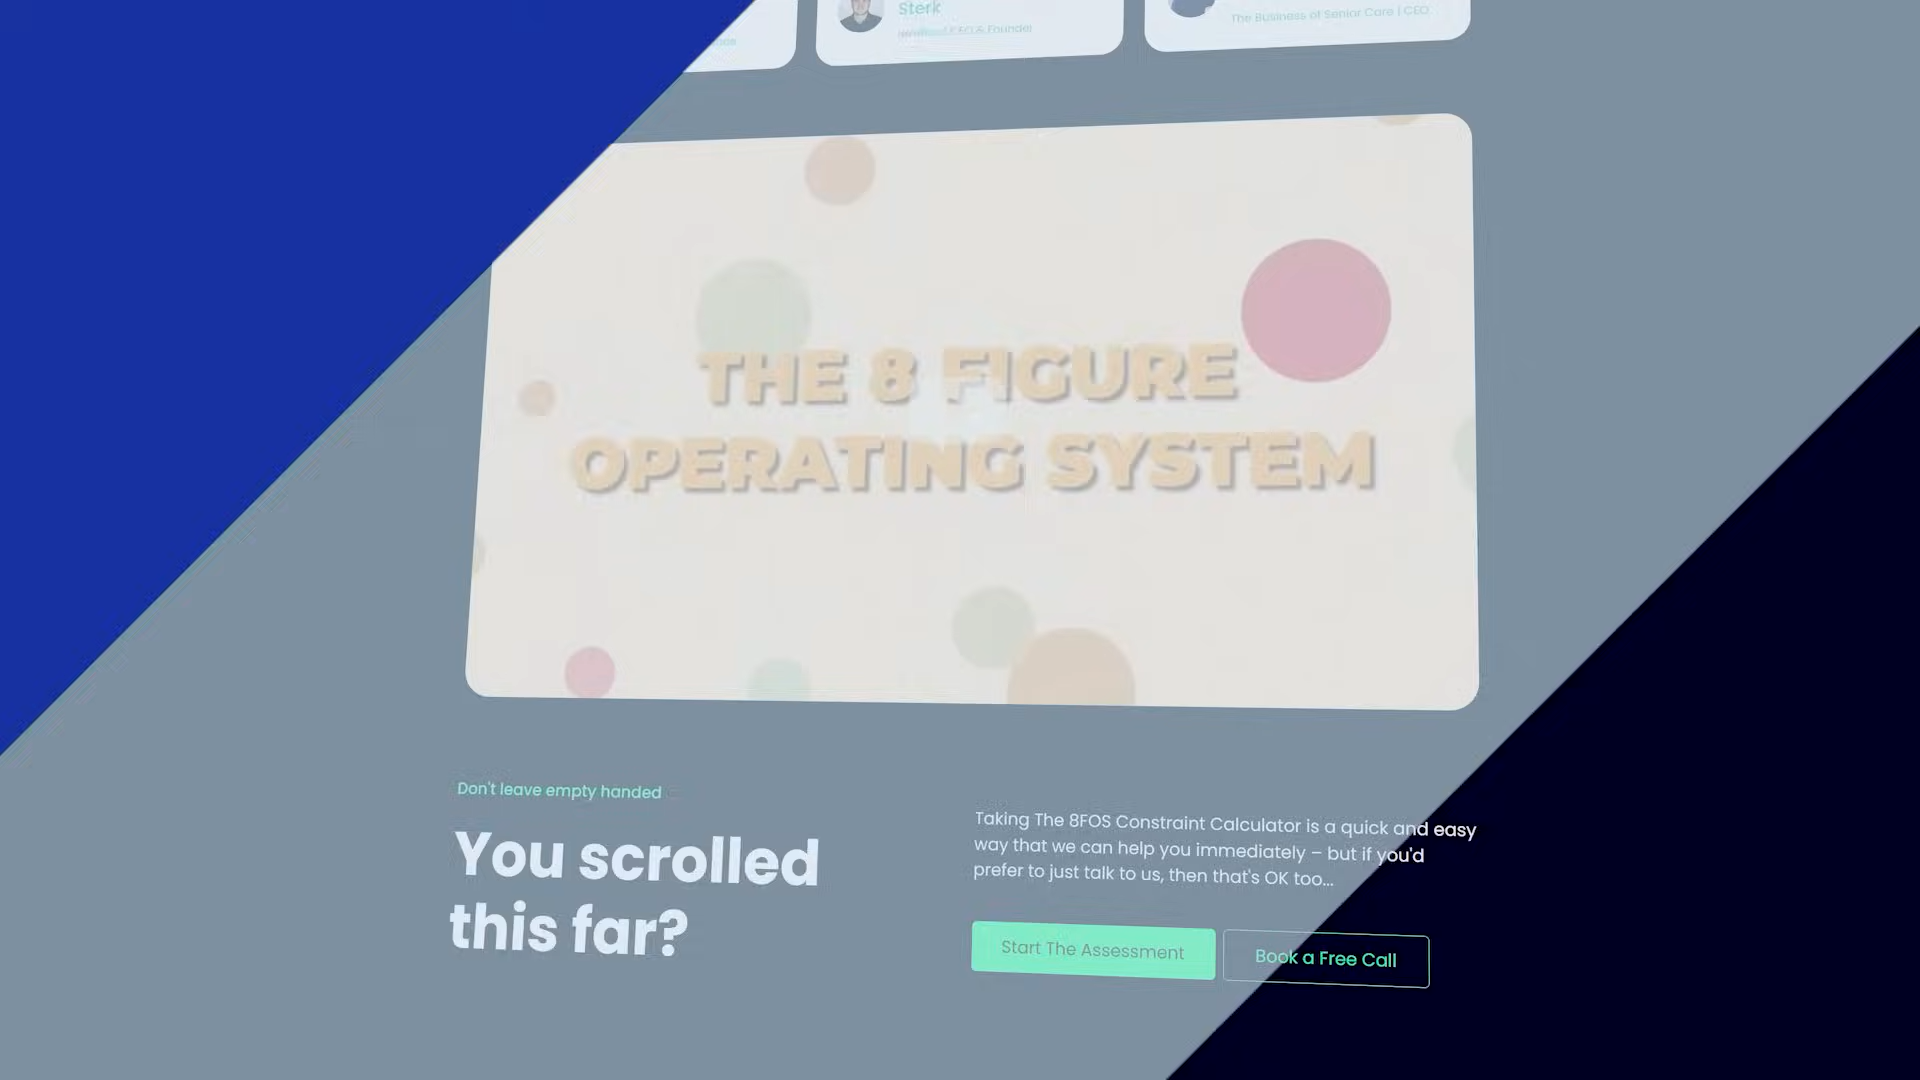 Sterk
CEO & Founder
The Business of Senior Care | CEO
THE 8 FIGURE
OPERATING SYSTEM
Don't leave empty handed
You scrolled
this far?
Taking The 8FOS Constraint Calculator is a quick and easy
way that we can help you immediately – but if you'd
prefer to just talk to us, then that's OK too...
Start The Assessment
Book a Free Call